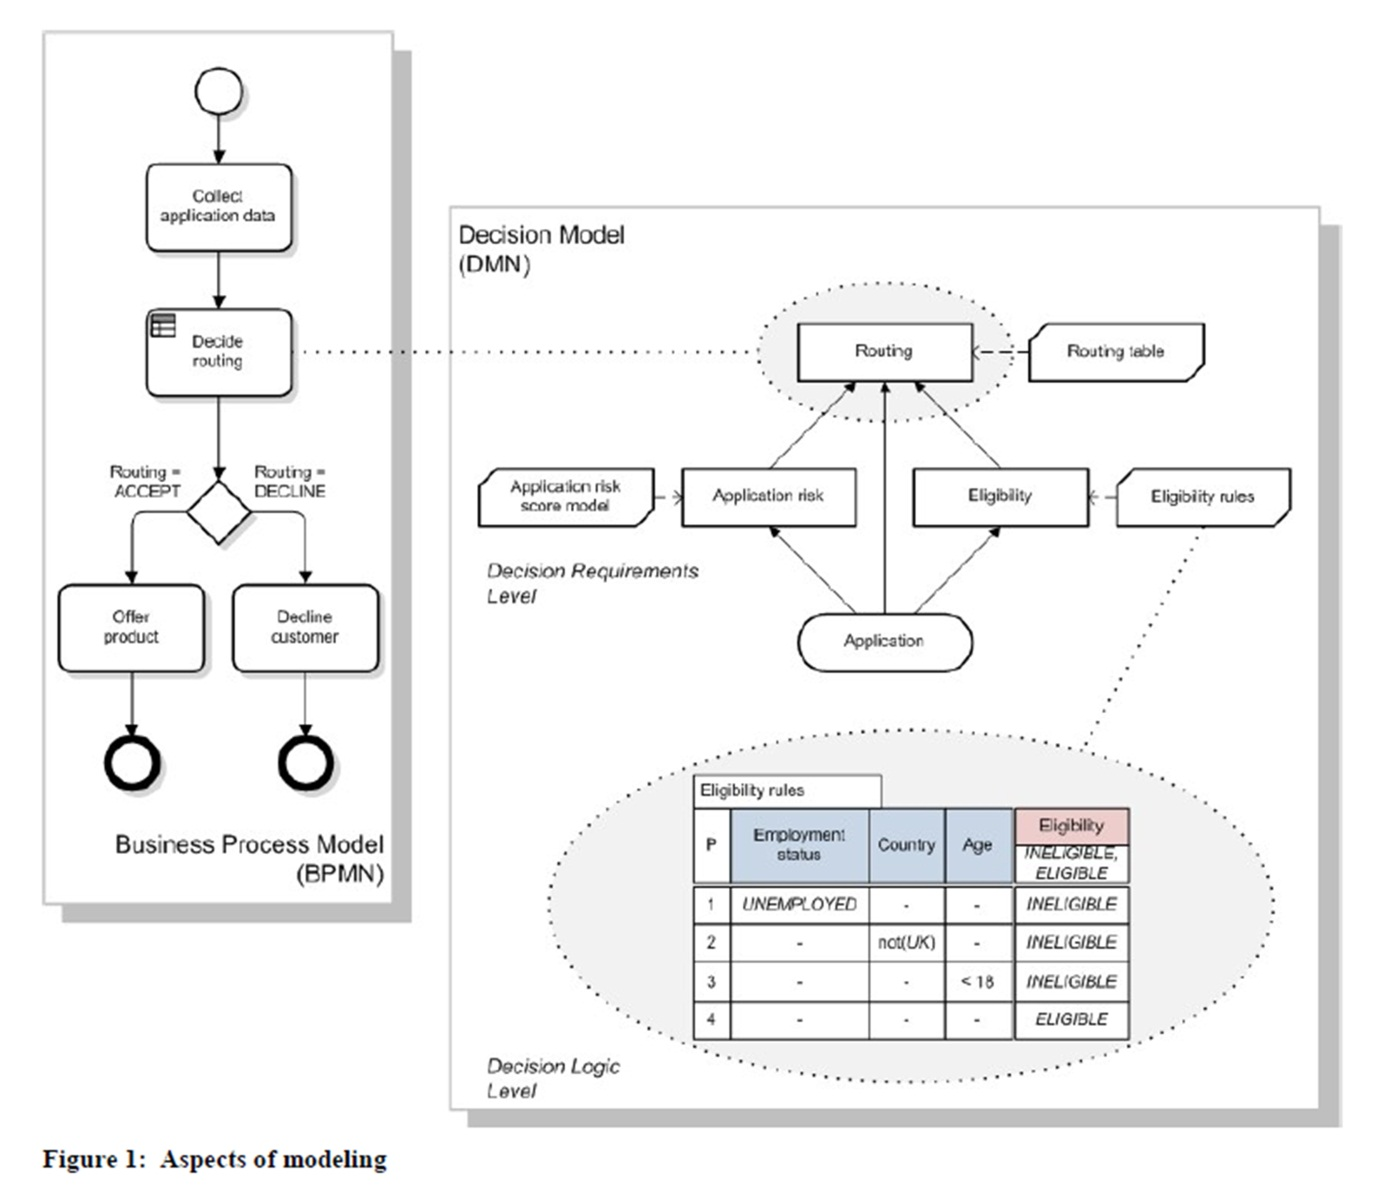 Collect
application data
Decide
routing
Routing =
ACCEPT
Routing =
DECLINE
Offer
product
Decline
customer
Business Process Model
(BPMN)
Decision Model
(DMN)
Routing
Routing table
Application risk
score model
Application risk
Eligibility
Eligibility rules
Decision Requirements
Level
Application
Eligibility rules
P
Employment
status
Country
Age
Eligibility
INELIGIBLE,
ELIGIBLE
1 UNEMPLOYED - - INELIGIBLE
2 - not(UK) - INELIGIBLE
3 - - < 18 INELIGIBLE
4 - - - ELIGIBLE
Decision Logic
Level
Figure 1: Aspects of modeling